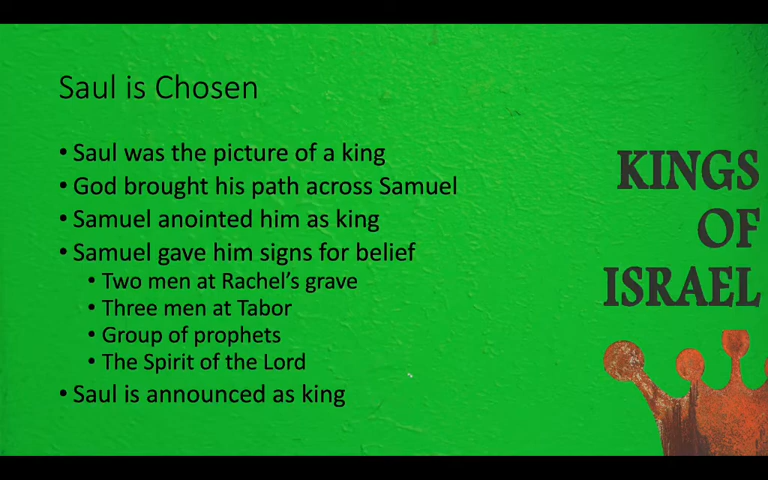 Saul is Chosen
• Saul was the picture of a king
• God brought his path across Samuel
• Samuel anointed him as king
• Samuel gave him signs for belief
• Two men at Rachel's grave
• Three men at Tabor
• Group of prophets
• The Spirit of the Lord
• Saul is announced as king
KINGS
OF
ISRAEL